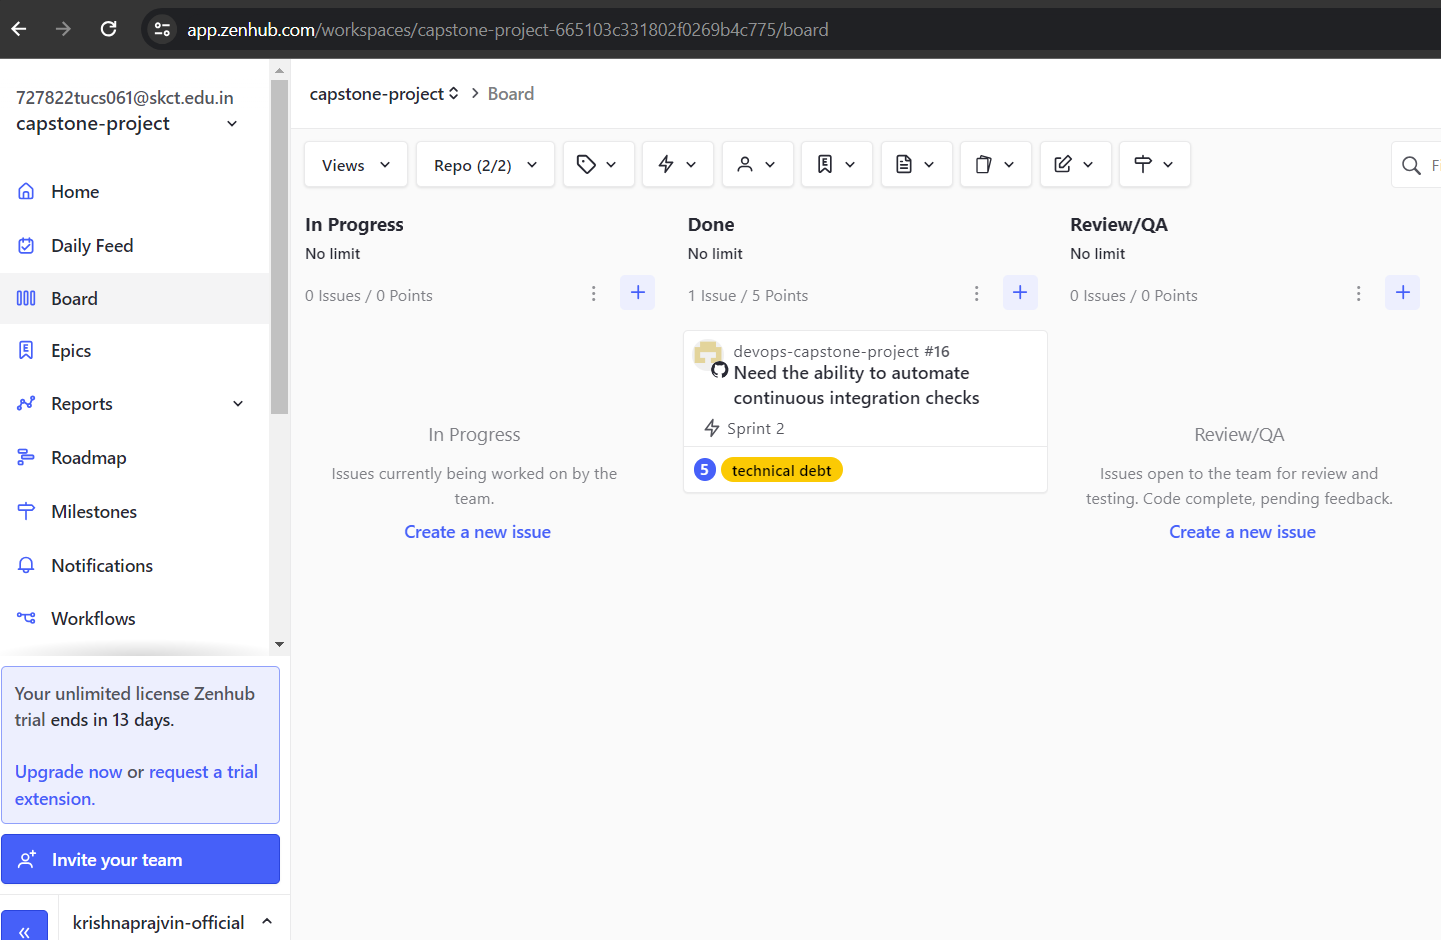 app.zenhub.com/workspaces/capstone-project-665103c331802f0269b4c775/board
727822tucs061@skct.edu.in
capstone-project
Home
Daily Feed
Board
Epics
Reports
Roadmap
Milestones
Notifications
Workflows
Your unlimited license Zenhub
trial ends in 13 days.
Upgrade now or request a trial
extension.
Invite your team
krishnaprajvin-official
capstone-project > Board
Views
Repo (2/2)
In Progress
No limit
0 Issues / 0 Points
In Progress
Issues currently being worked on by the
team.
Create a new issue
Done
No limit
1 Issue / 5 Points
devops-capstone-project #16
Need the ability to automate
continuous integration checks
Sprint 2
5 technical debt
Review/QA
No limit
0 Issues / 0 Points
Review/QA
Issues open to the team for review and
testing. Code complete, pending feedback.
Create a new issue